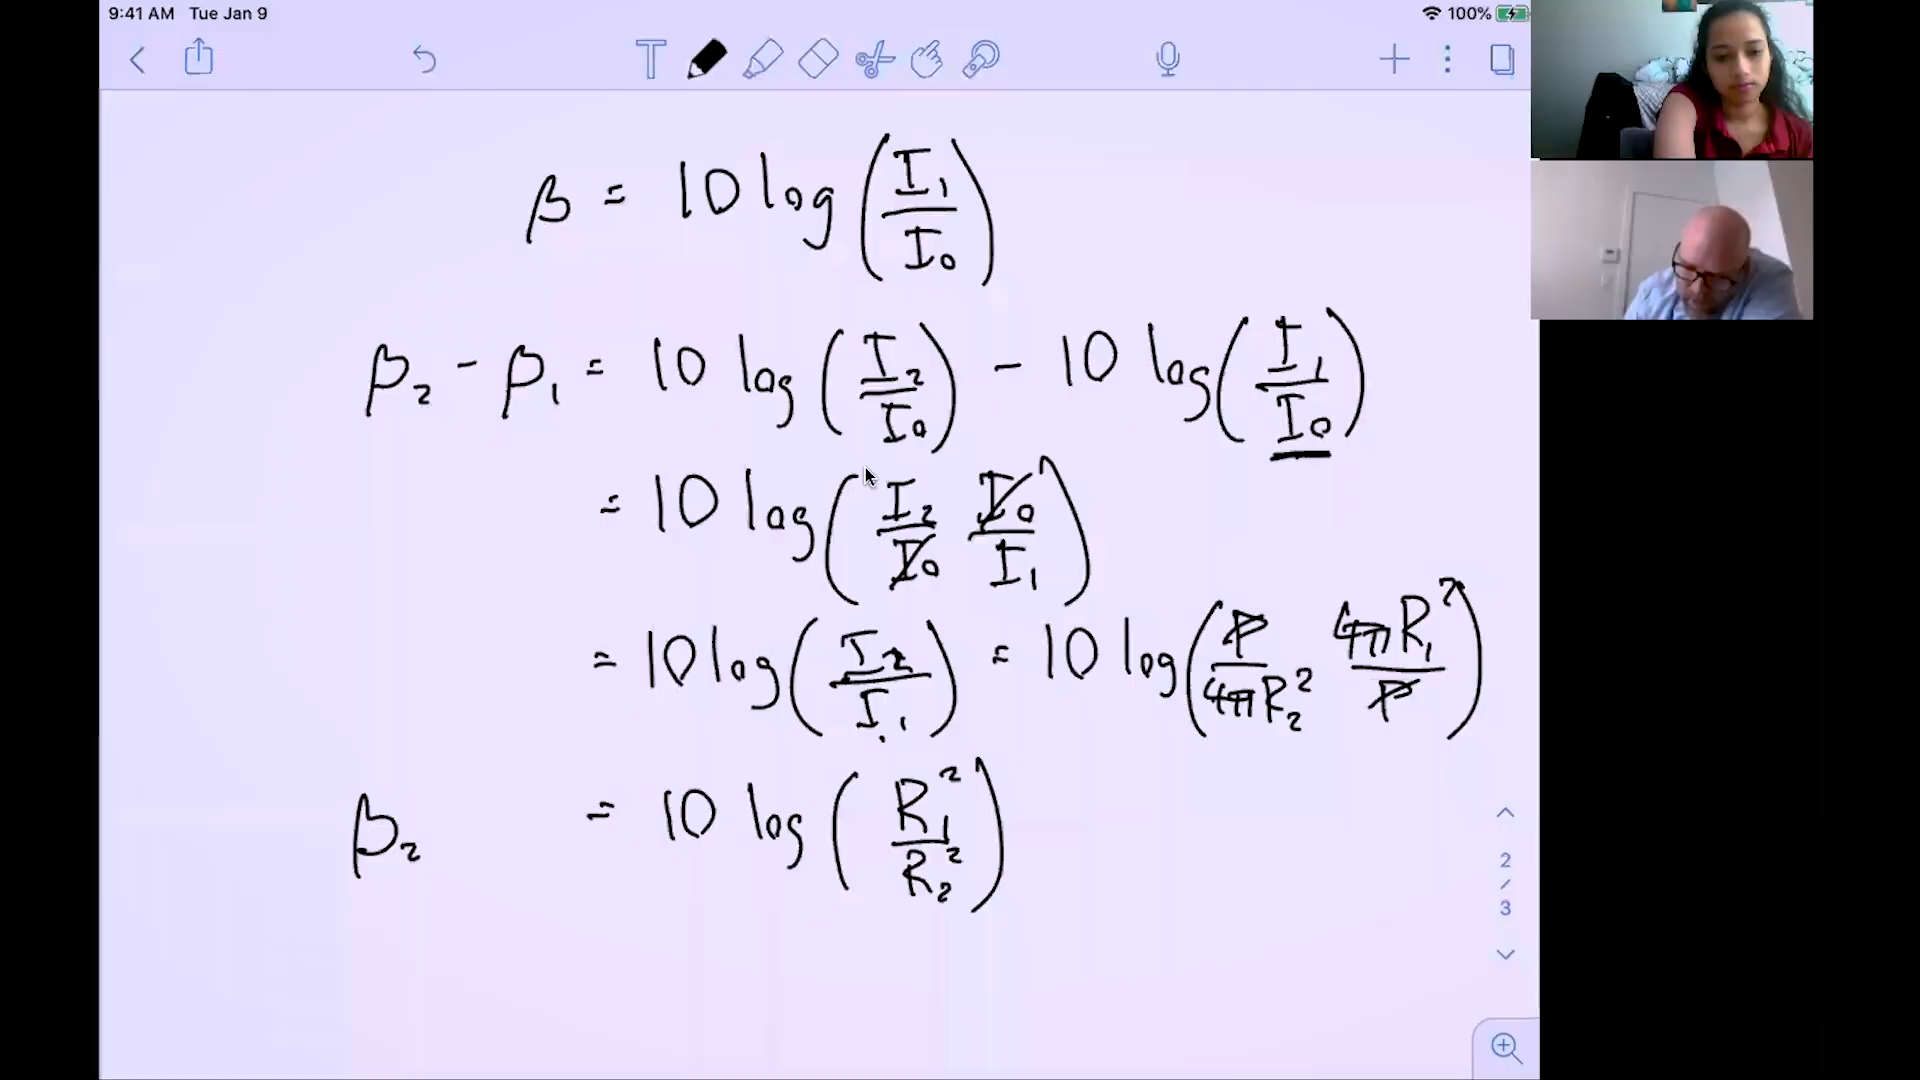 9:41 AM Tue Jan 9 100%
T
β = 10 log (I₁/I₀)
β₂ - β₁ = 10 log (I₂/I₀) - 10 log (I₁/I₀)
= 10 log (I₂/I₀ I₀/I₁)
= 10 log (I₂/I₁) = 10 log (P/4πR₂² 4πR₁²/P)
β₂ = 10 log (R₁²/R₂²)
2
/
3